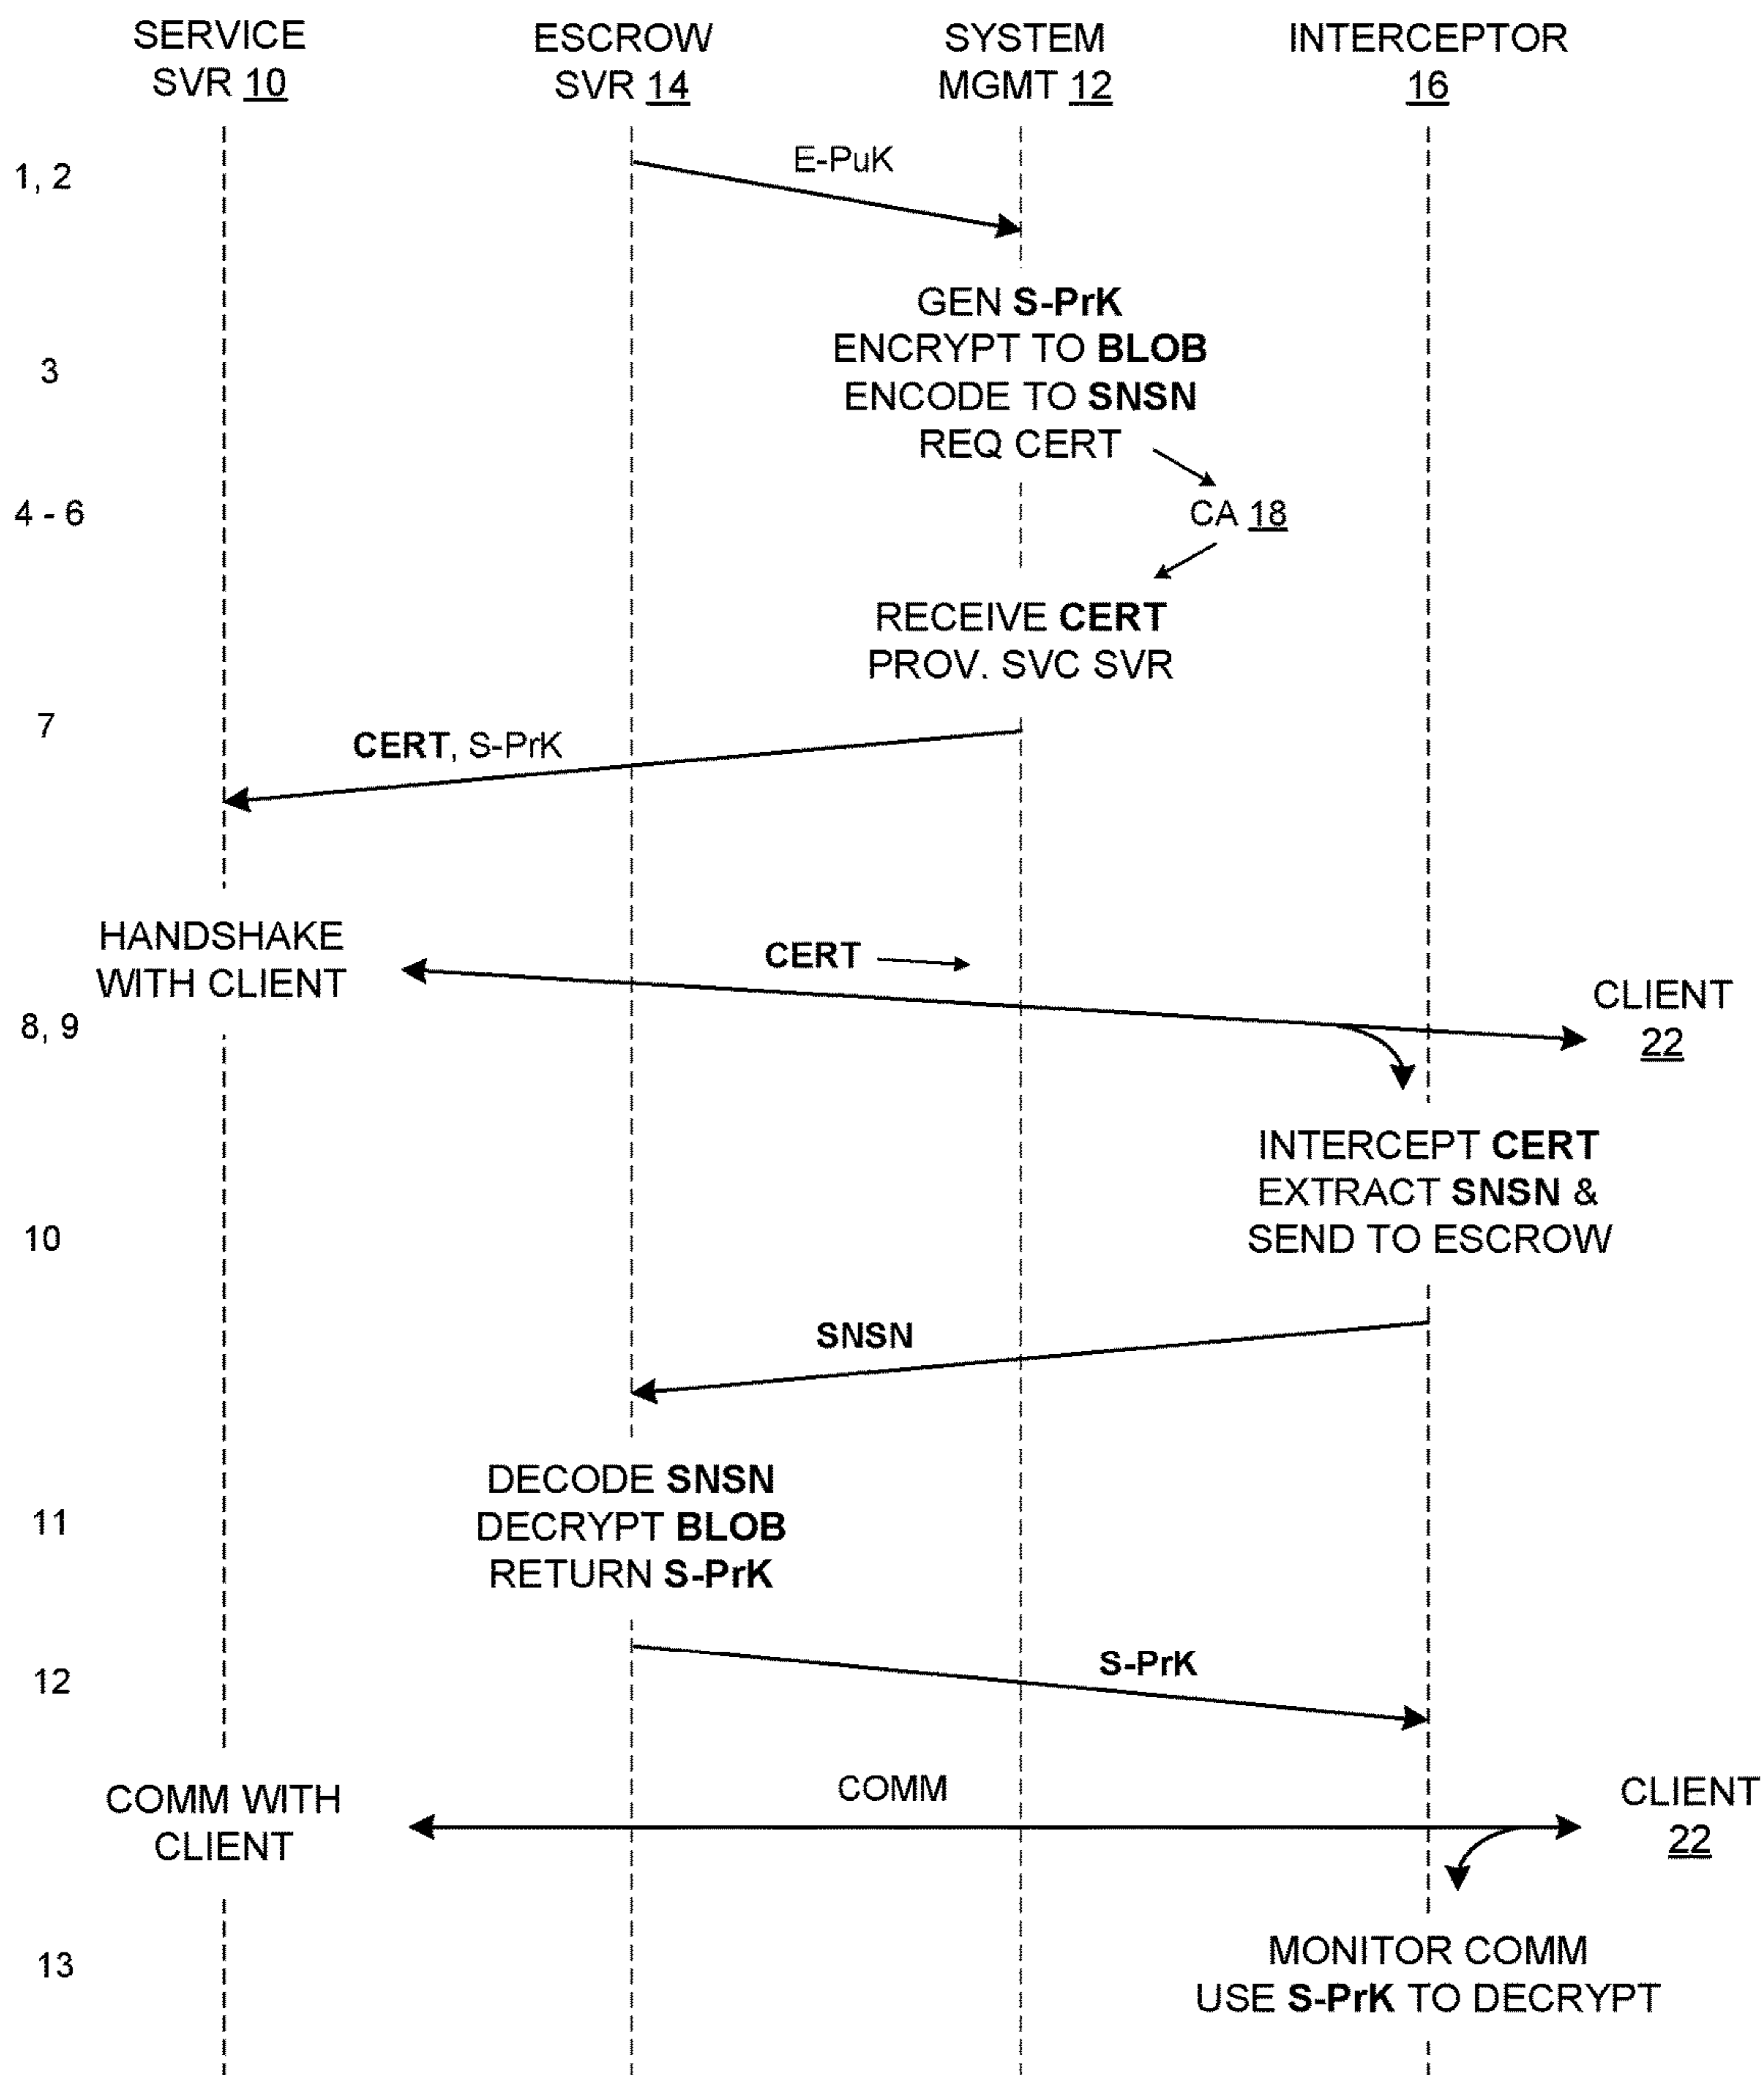 SERVICE
SVR 10
ESCROW
SVR 14
SYSTEM
MGMT 12
INTERCEPTOR
16
1, 2
E-PuK
3
GEN S-PrK
ENCRYPT TO BLOB
ENCODE TO SNSN
REQ CERT
4 - 6
CA 18
RECEIVE CERT
PROV. SVC SVR
7
CERT, S-PrK
HANDSHAKE
WITH CLIENT
CERT
CLIENT
22
8, 9
INTERCEPT CERT
EXTRACT SNSN &
SEND TO ESCROW
10
SNSN
DECODE SNSN
DECRYPT BLOB
RETURN S-PrK
11
12
S-PrK
COMM WITH
CLIENT
COMM
CLIENT
22
13
MONITOR COMM
USE S-PrK TO DECRYPT